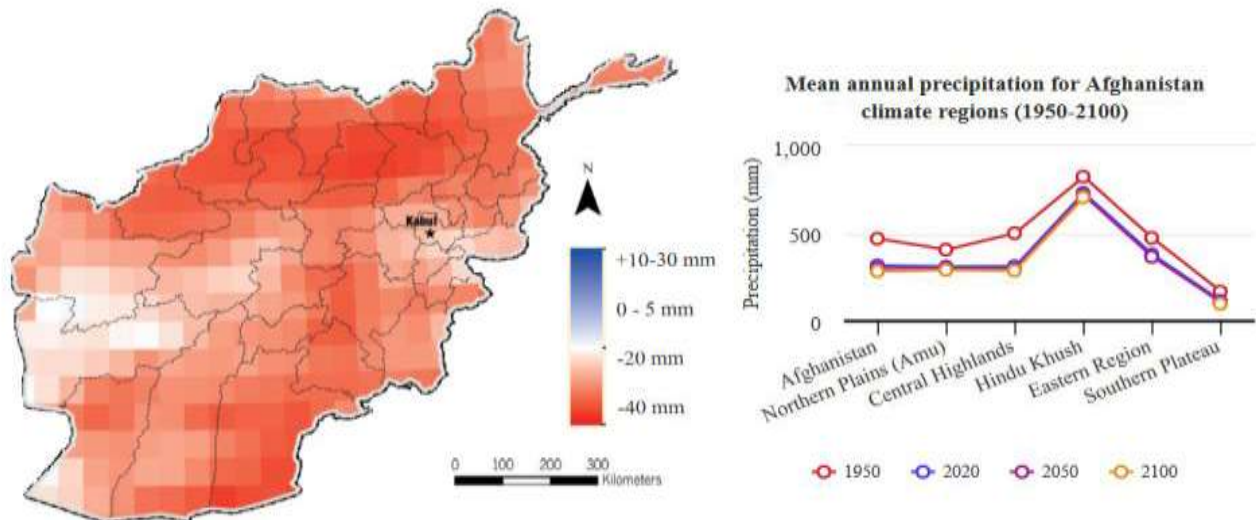 Kabul
N
+10-30 mm
0 - 5 mm
-20 mm
-40 mm
0 100 200 300
Kilometers
Mean annual precipitation for Afghanistan
climate regions (1950-2100)
Precipitation (mm)
1,000
500
0
Afghanistan
Northern Plains (Amu)
Central Highlands
Hindu Khush
Eastern Region
Southern Plateau
1950 2020 2050 2100